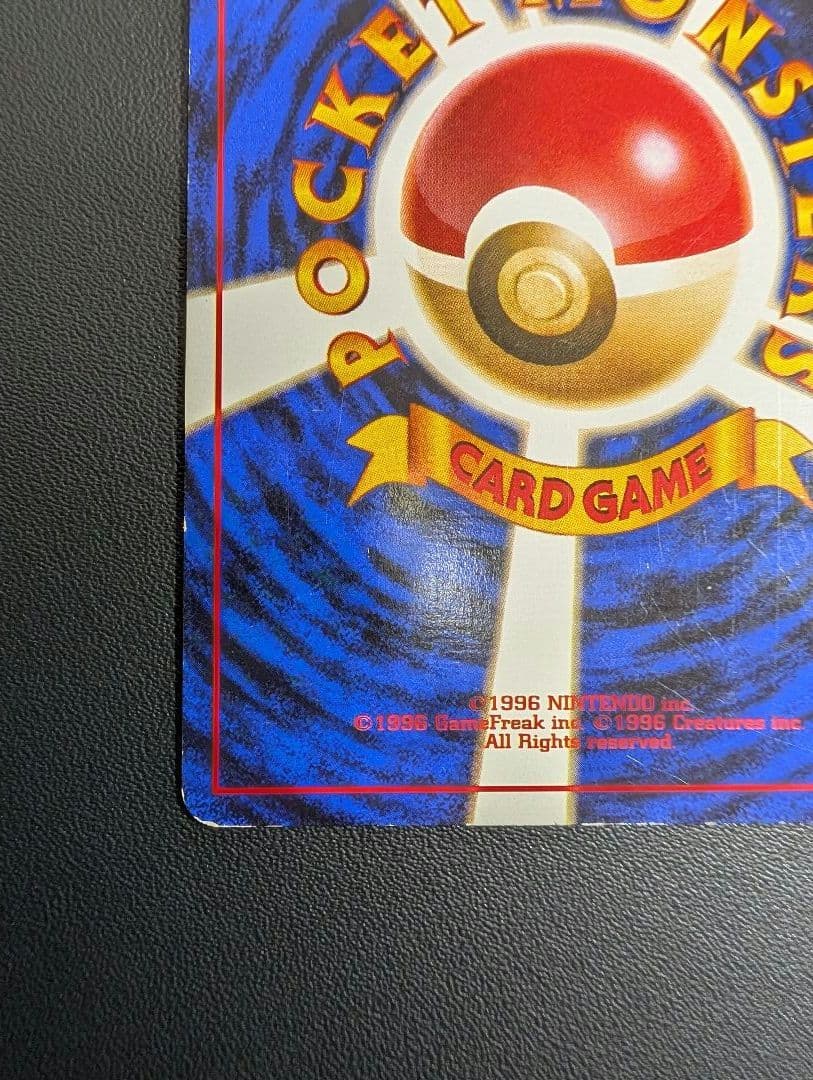 POCKET MONSTERS
CARD GAME
©1996 NINTENDO inc.
©1996 GameFreak inc. ©1996 Creatures inc.
All Rights reserved.